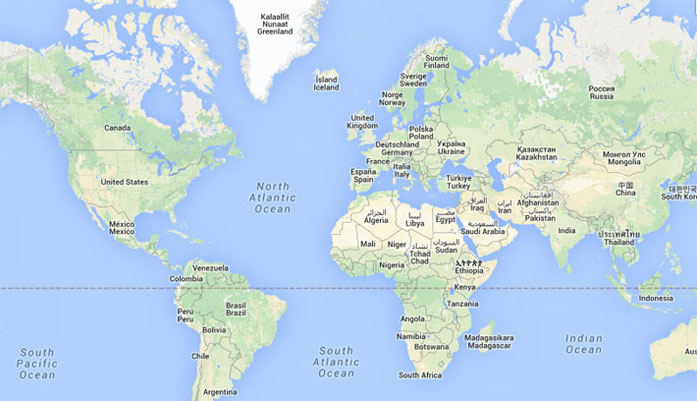 Kalaallit
Nunaat
Greenland
Ísland
Iceland
Suomi
Finland
Sverige
Sweden
Norge
Norway
Россия
Russia
United
Kingdom
Polska
Poland
Deutschland
Germany
Україна
Ukraine
Қазақстан
Kazakhstan
Монгол Улс
Mongolia
Canada
France
Italia
Italy
España
Spain
Türkiye
Turkey
United States
North
Atlantic
Ocean
中国
China
대한민국
South Kore
العراق
Iraq
ایران
Iran
افغانستان
Afghanistan
پاکستان
Pakistan
الجزائر
Algeria
ليبيا
Libya
مصر
Egypt
السعودية
Saudi Arabia
México
Mexico
India
ประเทศไทย
Thailand
Mali
Niger
تشاد
Tchad
Chad
السودان
Sudan
Nigeria
ኢትዮጵያ
Ethiopia
Venezuela
Colombia
Kenya
Indonesia
Tanzania
Brasil
Brazil
Perú
Peru
Angola
Bolivia
Namibia
Botswana
Madagasikara
Madagascar
South
Pacific
Ocean
Chile
South
Atlantic
Ocean
Indian
Ocean
Au
South Africa
Argentina